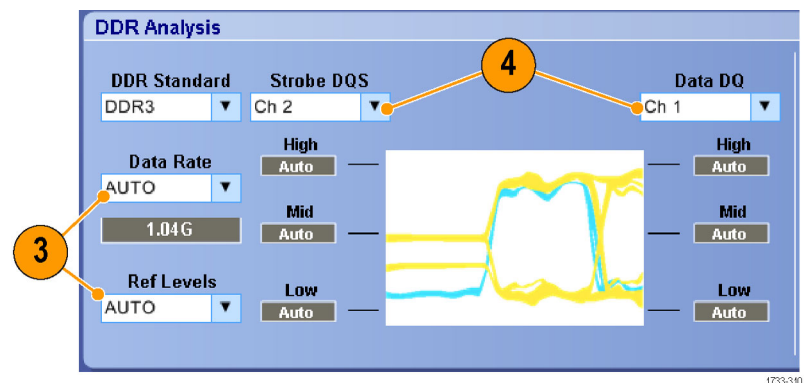 DDR Analysis
4
DDR Standard Strobe DQS Data DQ
DDR3 Ch 2 Ch 1
High High
Data Rate Auto Auto
AUTO
Mid Mid
1.04G Auto Auto
3
Ref Levels Low Low
AUTO Auto Auto
1733-340